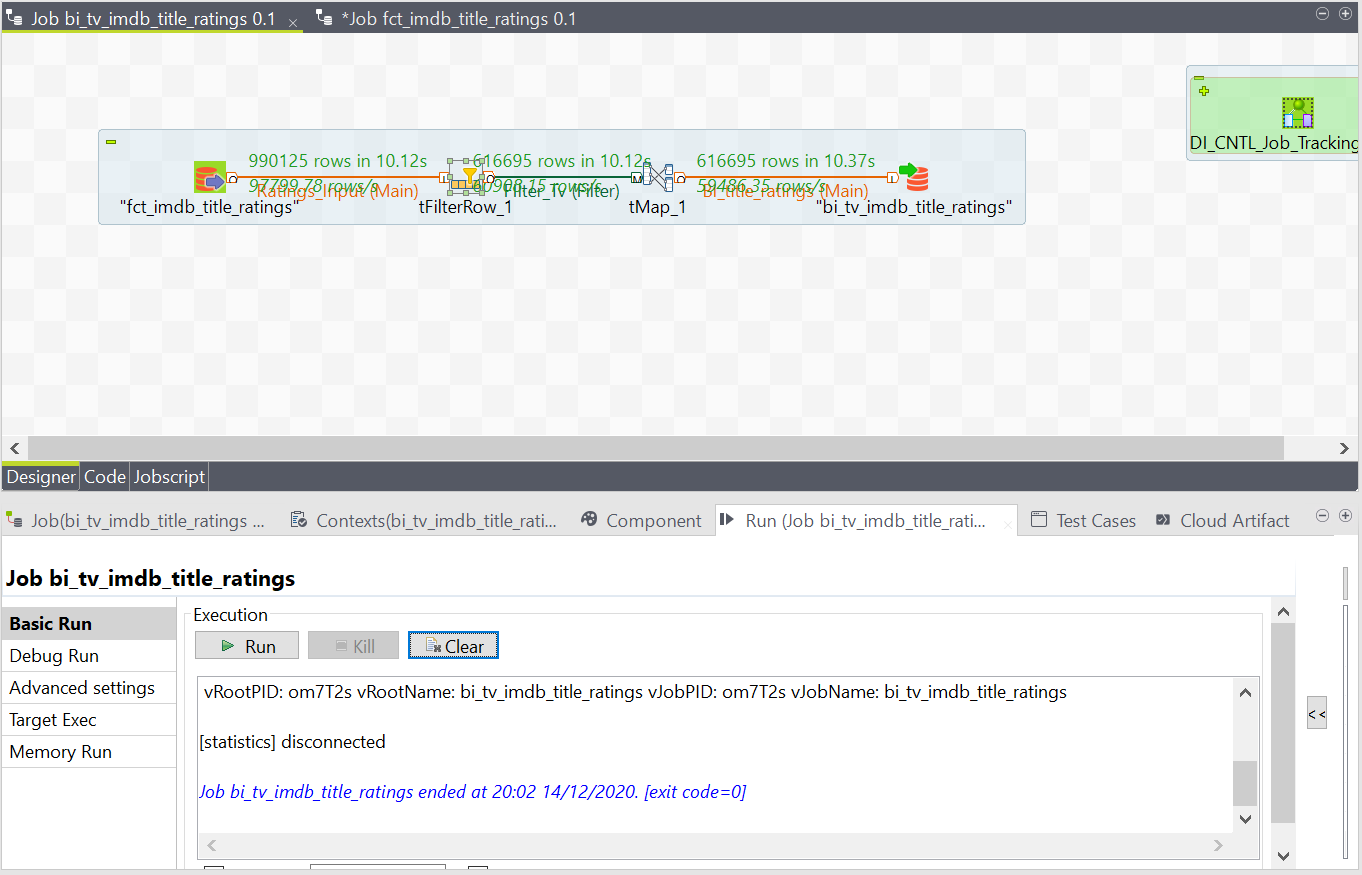 Job bi_tv_imdb_title_ratings 0.1
*Job fct_imdb_title_ratings 0.1
DI_CNTL_Job_Tracking
990125 rows in 10.12s
616695 rows in 10.12s
616695 rows in 10.37s
97799.78 rows/s
60908.15 rows/s
59486.35 rows/s
Ratings_Input (Main)
Filter_Tv (Filter)
Bi_title_ratings (Main)
"fct_imdb_title_ratings"
tFilterRow_1
tMap_1
"bi_tv_imdb_title_ratings"
Designer
Code
Jobscript
Job(bi_tv_imdb_title_ratings ...
Contexts(bi_tv_imdb_title_rati...
Component
Run (Job bi_tv_imdb_title_rati...
Test Cases
Cloud Artifact
Job bi_tv_imdb_title_ratings
Basic Run
Debug Run
Advanced settings
Target Exec
Memory Run
Execution
Run
Kill
Clear
vRootPID: om7T2s vRootName: bi_tv_imdb_title_ratings vJobPID: om7T2s vJobName: bi_tv_imdb_title_ratings
[statistics] disconnected
Job bi_tv_imdb_title_ratings ended at 20:02 14/12/2020. [exit code=0]
<<